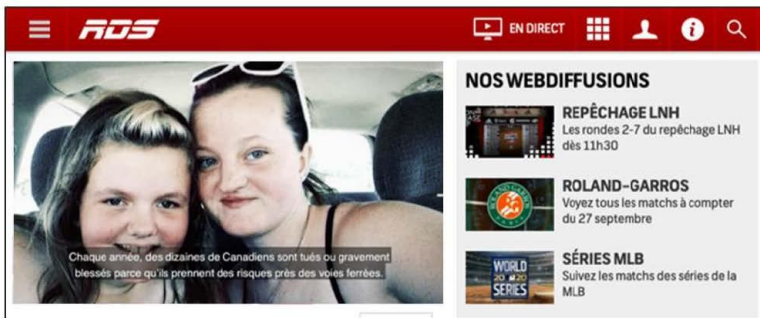 RDS
EN DIRECT
Chaque année, des dizaines de Canadiens sont tués ou gravement
blessés parce qu'ils prennent des risques près des voies ferrées.
NOS WEBDIFFUSIONS
REPÊCHAGE LNH
Les rondes 2-7 du repêchage LNH
dès 11h30
ROLAND GARROS
ROLAND-GARROS
Voyez tous les matchs à compter
du 27 septembre
WORLD
2020
SERIES
SÉRIES MLB
Suivez les matchs des séries de la
MLB